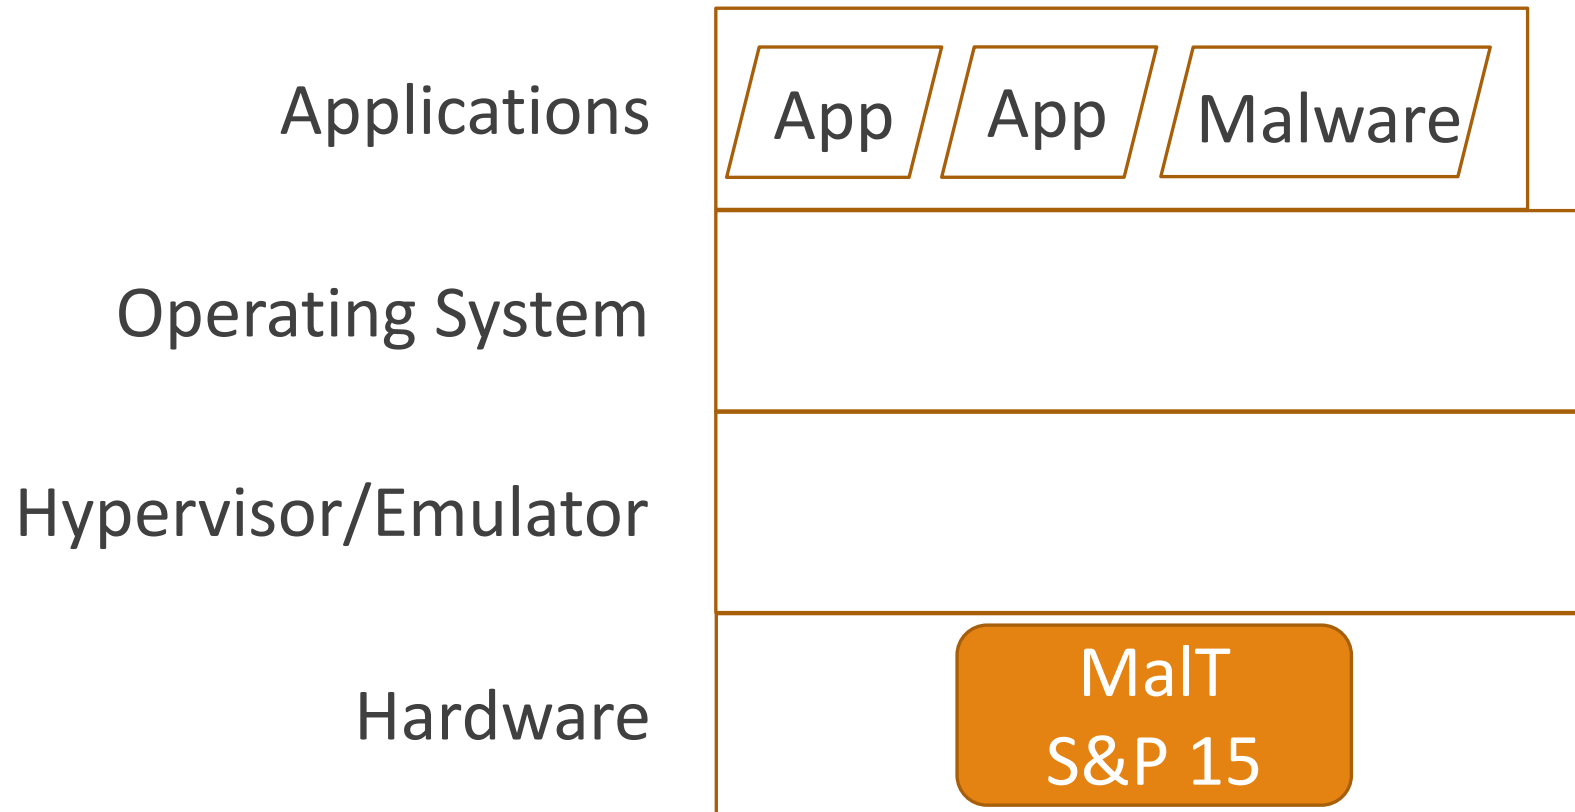 Applications
App
App
Malware
Operating System
Hypervisor/Emulator
Hardware
MalT
S&P 15